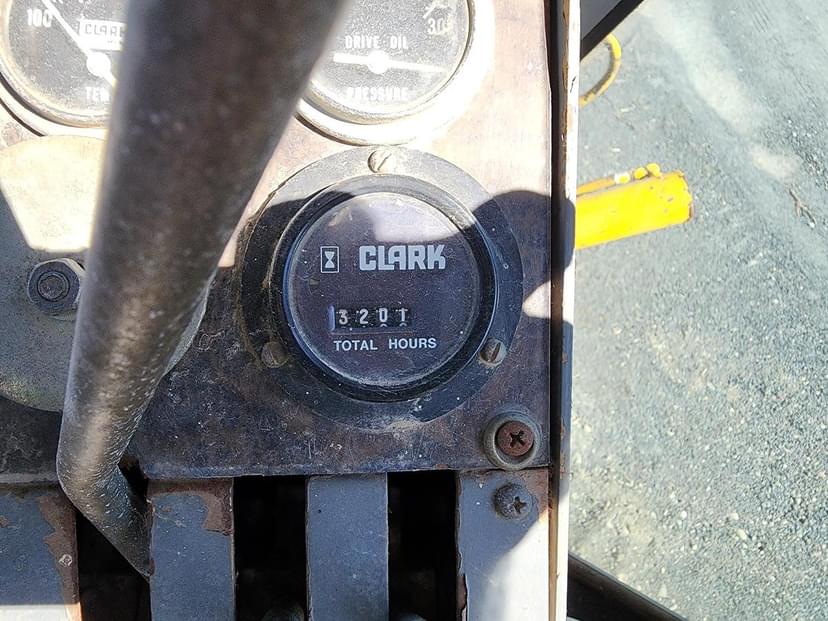 100
CLARK
30
DRIVE OIL
PRESSURE
CLARK
3201
TOTAL HOURS